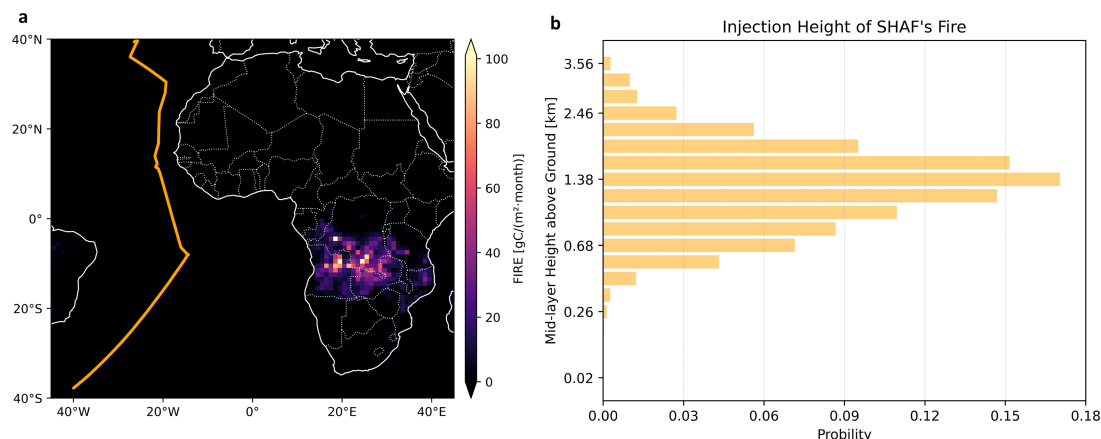 a
40°N
20°N
0°
20°S
40°S
40°W
20°W
0°
20°E
40°E
100
80
60
40
20
0
FIRE [gC/(m²·month)]
b
Injection Height of SHAF's Fire
Mid-layer Height above Ground [km]
3.56
2.46
1.38
0.68
0.26
0.02
0.00
0.03
0.06
0.09
0.12
0.15
0.18
Probility